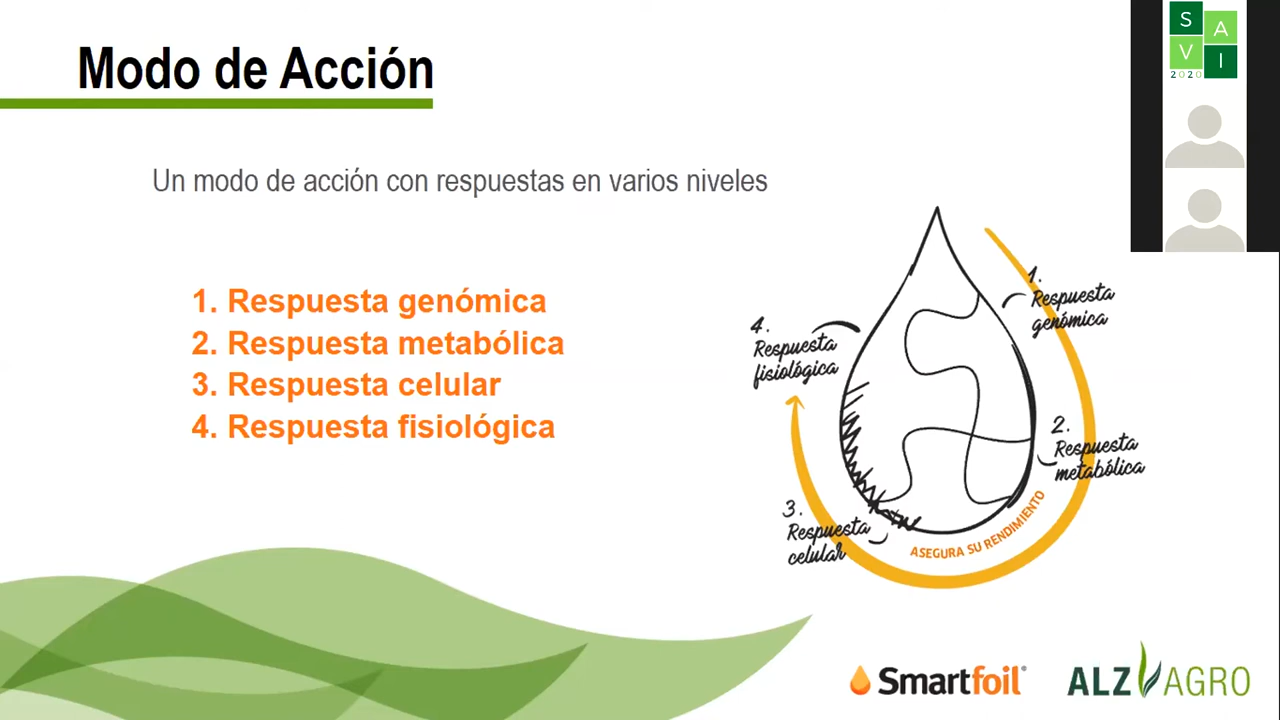 Modo de Acción
Un modo de acción con respuestas en varios niveles
1. Respuesta genómica
2. Respuesta metabólica
3. Respuesta celular
4. Respuesta fisiológica
1.
Respuesta
genómica
2.
Respuesta
metabólica
3.
Respuesta
celular
4.
Respuesta
fisiológica
ASEGURA SU RENDIMIENTO
Smartfoil®
ALZ AGRO
S A
V I
2020